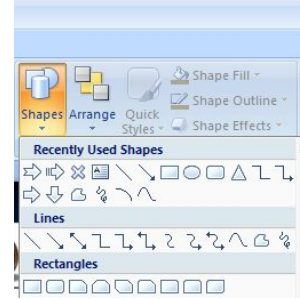 Shape Fill
Shape Outline
Shapes Arrange Quick Styles
Shape Effects
Recently Used Shapes
Lines
Rectangles